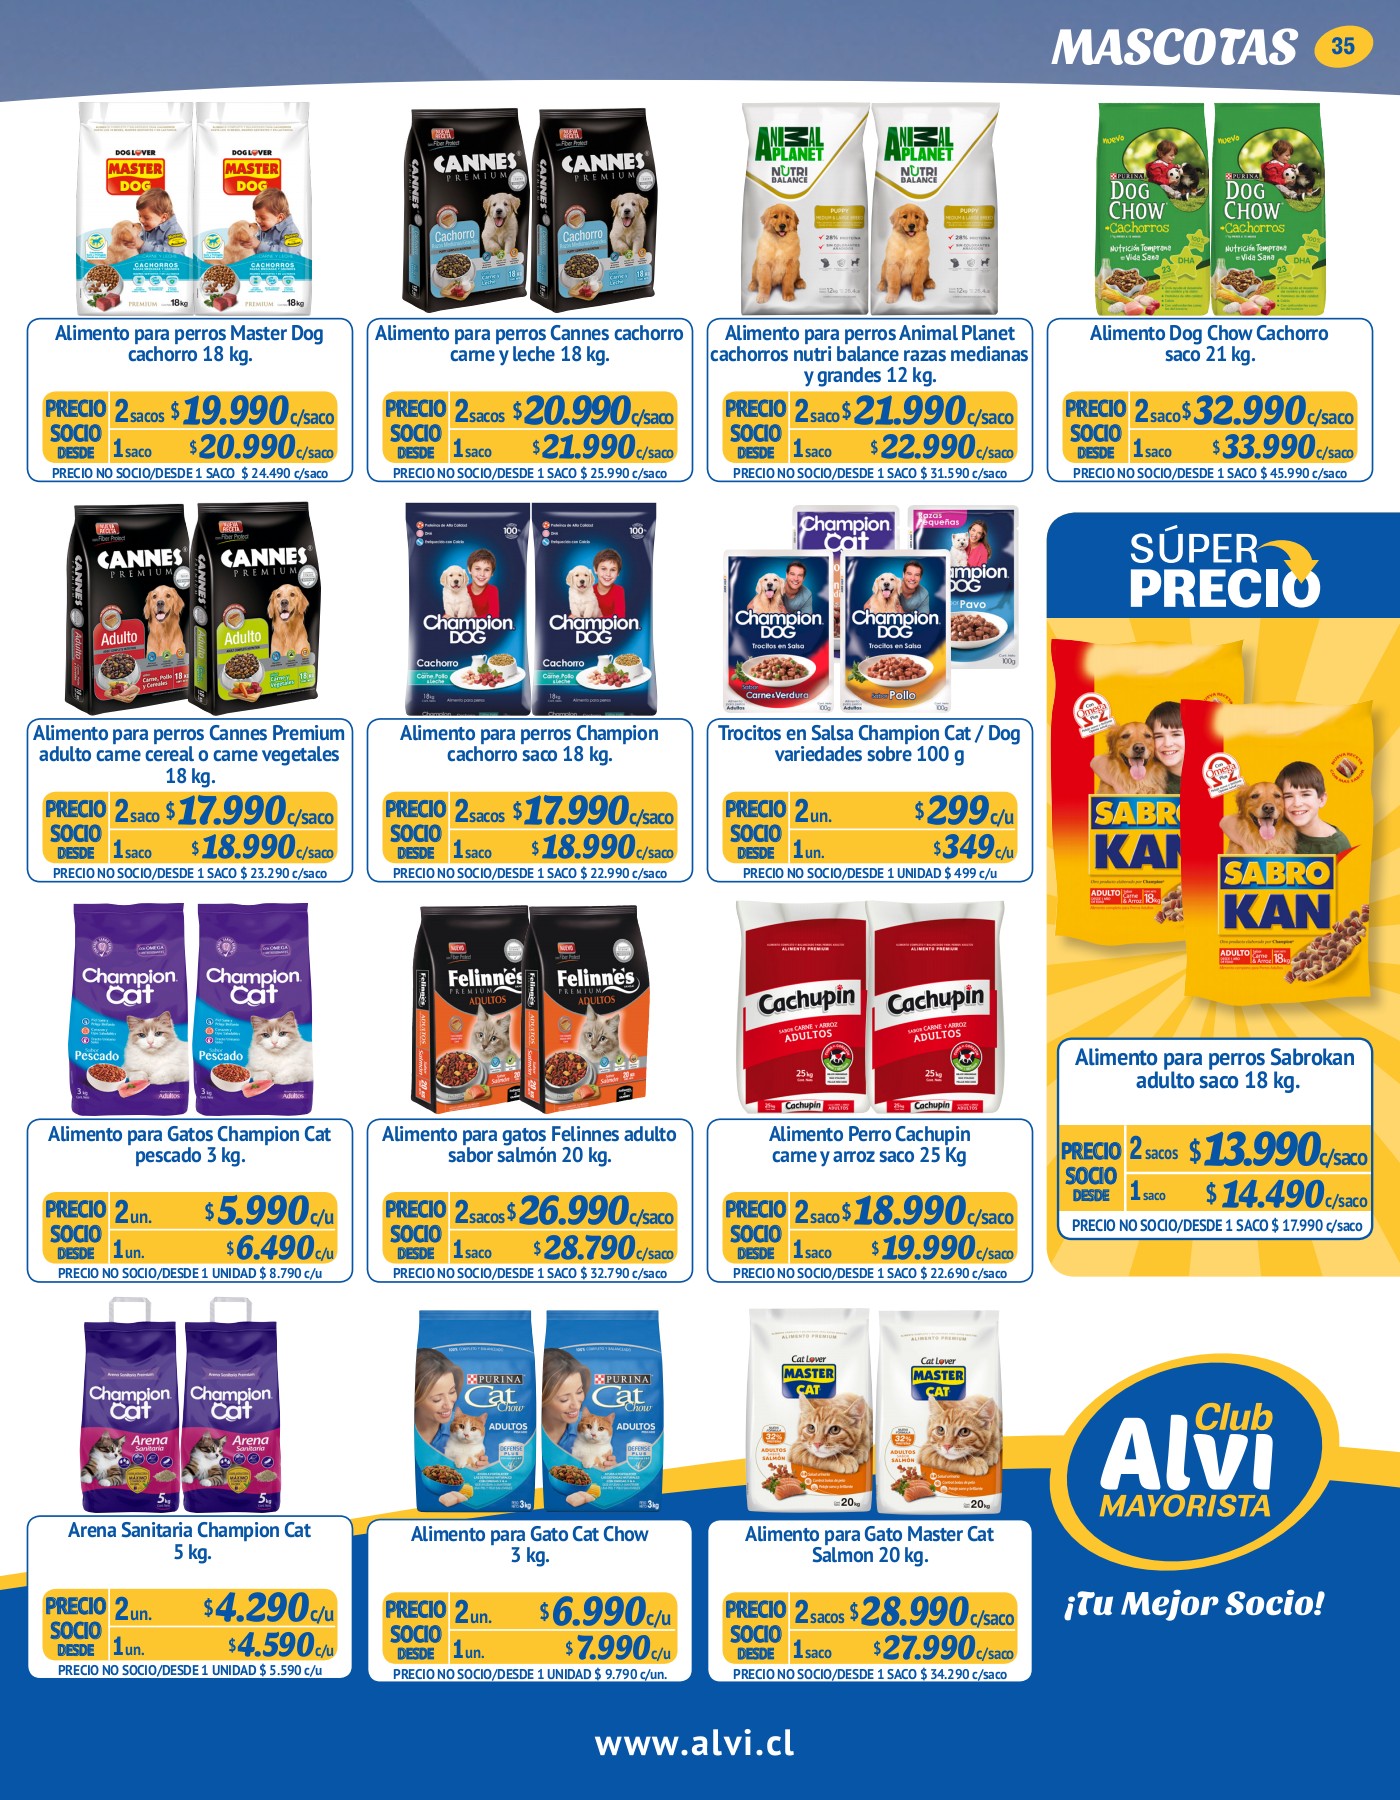 MASCOTAS 35
Alimento para perros Master Dog
cachorro 18 kg.
PRECIO SOCIO DESDE
2 sacos $ 19.990 c/saco
1 saco $ 20.990 c/saco
PRECIO NO SOCIO/DESDE 1 SACO $ 24.490 c/saco
Alimento para perros Cannes cachorro
carne y leche 18 kg.
PRECIO SOCIO DESDE
2 sacos $ 20.990 c/saco
1 saco $ 21.990 c/saco
PRECIO NO SOCIO/DESDE 1 SACO $ 25.990 c/saco
Alimento para perros Animal Planet
cachorros nutri balance razas medianas
y grandes 12 kg.
PRECIO SOCIO DESDE
2 saco $ 21.990 c/saco
1 saco $ 22.990 c/saco
PRECIO NO SOCIO/DESDE 1 SACO $ 31.590 c/saco
Alimento Dog Chow Cachorro
saco 21 kg.
PRECIO SOCIO DESDE
2 saco $ 32.990 c/saco
1 saco $ 33.990 c/saco
PRECIO NO SOCIO/DESDE 1 SACO $ 45.990 c/saco
Alimento para perros Cannes Premium
adulto carne cereal o carne vegetales
18 kg.
PRECIO SOCIO DESDE
2 saco $ 17.990 c/saco
1 saco $ 18.990 c/saco
PRECIO NO SOCIO/DESDE 1 SACO $ 23.290 c/saco
Alimento para perros Champion
cachorro saco 18 kg.
PRECIO SOCIO DESDE
2 sacos $ 17.990 c/saco
1 saco $ 18.990 c/saco
PRECIO NO SOCIO/DESDE 1 SACO $ 22.990 c/saco
Trocitos en Salsa Champion Cat / Dog
variedades sobre 100 g
PRECIO SOCIO DESDE
2 un. $ 299 c/u
1 un. $ 349 c/u
PRECIO NO SOCIO/DESDE 1 UNIDAD $ 499 c/u
SÚPER
PRECIO
SABRO
KAN
Alimento para perros Sabrokan
adulto saco 18 kg.
PRECIO SOCIO DESDE
2 sacos $ 13.990 c/saco
1 saco $ 14.490 c/saco
PRECIO NO SOCIO/DESDE 1 SACO $ 17.990 c/saco
Alimento para Gatos Champion Cat
pescado 3 kg.
PRECIO SOCIO DESDE
2 un. $ 5.990 c/u
1 un. $ 6.490 c/u
PRECIO NO SOCIO/DESDE 1 UNIDAD $ 8.790 c/u
Alimento para gatos Felinnes adulto
sabor salmón 20 kg.
PRECIO SOCIO DESDE
2 sacos $ 26.990 c/saco
1 saco $ 28.790 c/saco
PRECIO NO SOCIO/DESDE 1 SACO $ 32.790 c/saco
Alimento Perro Cachupin
carne y arroz saco 25 Kg
PRECIO SOCIO DESDE
2 saco $ 18.990 c/saco
1 saco $ 19.990 c/saco
PRECIO NO SOCIO/DESDE 1 SACO $ 22.690 c/saco
Arena Sanitaria Champion Cat
5 kg.
PRECIO SOCIO DESDE
2 un. $ 4.290 c/u
1 un. $ 4.590 c/u
PRECIO NO SOCIO/DESDE 1 UNIDAD $ 5.590 c/u
Alimento para Gato Cat Chow
3 kg.
PRECIO SOCIO DESDE
2 un. $ 6.990 c/u
1 un. $ 7.990 c/u
PRECIO NO SOCIO/DESDE 1 UNIDAD $ 9.790 c/un.
Alimento para Gato Master Cat
Salmon 20 kg.
PRECIO SOCIO DESDE
2 sacos $ 28.990 c/saco
1 saco $ 27.990 c/saco
PRECIO NO SOCIO/DESDE 1 SACO $ 34.290 c/saco
Club
Alvi
MAYORISTA
¡Tu Mejor Socio!
www.alvi.cl